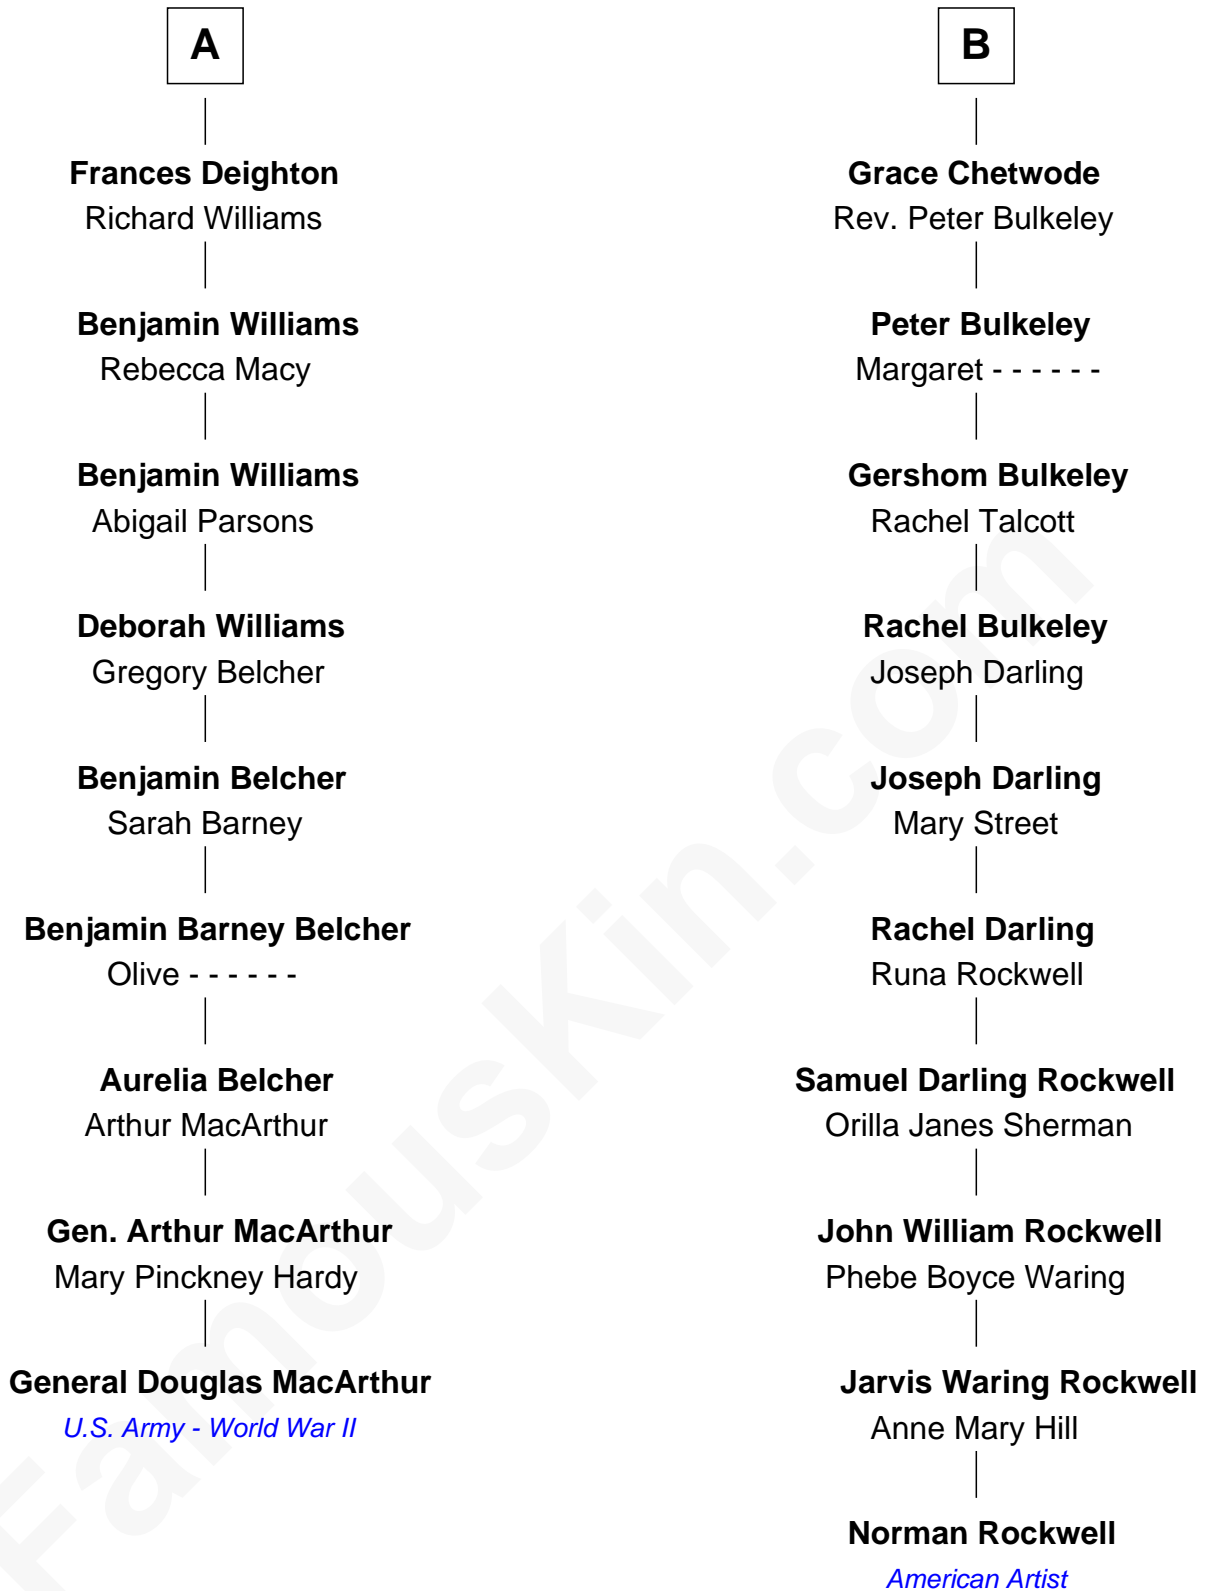 A
Frances Deighton
Richard Williams
Benjamin Williams
Rebecca Macy
Benjamin Williams
Abigail Parsons
Deborah Williams
Gregory Belcher
Benjamin Belcher
Sarah Barney
Benjamin Barney Belcher
Olive - - - - - -
Aurelia Belcher
Arthur MacArthur
Gen. Arthur MacArthur
Mary Pinckney Hardy
General Douglas MacArthur
U.S. Army - World War II
B
Grace Chetwode
Rev. Peter Bulkeley
Peter Bulkeley
Margaret - - - - - -
Gershom Bulkeley
Rachel Talcott
Rachel Bulkeley
Joseph Darling
Joseph Darling
Mary Street
Rachel Darling
Runa Rockwell
Samuel Darling Rockwell
Orilla Janes Sherman
John William Rockwell
Phebe Boyce Waring
Jarvis Waring Rockwell
Anne Mary Hill
Norman Rockwell
American Artist
FamousKin.com